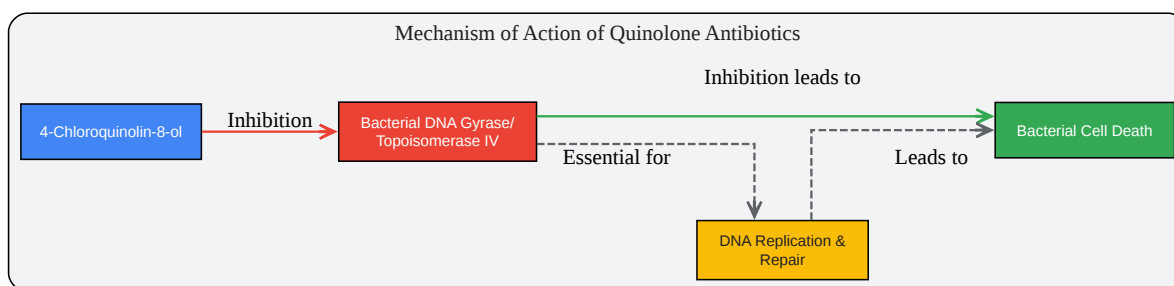 Mechanism of Action of Quinolone Antibiotics
Inhibition leads to
4-Chloroquinolin-8-ol
Inhibition
Bacterial DNA Gyrase/
Topoisomerase IV
Bacterial Cell Death
Essential for
Leads to
DNA Replication &
Repair